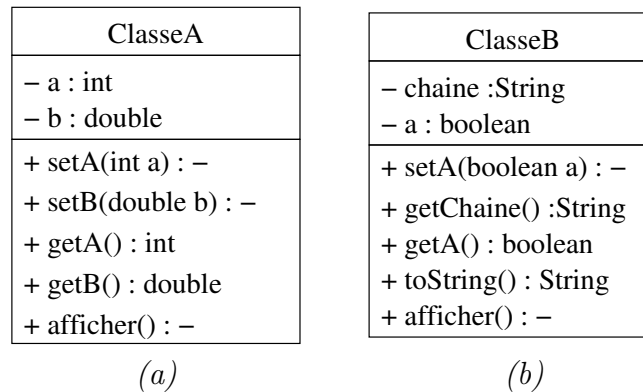 ClasseA
− a : int
− b : double
+ setA(int a) : −
+ setB(double b) : −
+ getA() : int
+ getB() : double
+ afficher() : −
(a)
ClasseB
− chaine :String
− a : boolean
+ setA(boolean a) : −
+ getChaine() :String
+ getA() : boolean
+ toString() : String
+ afficher() : −
(b)